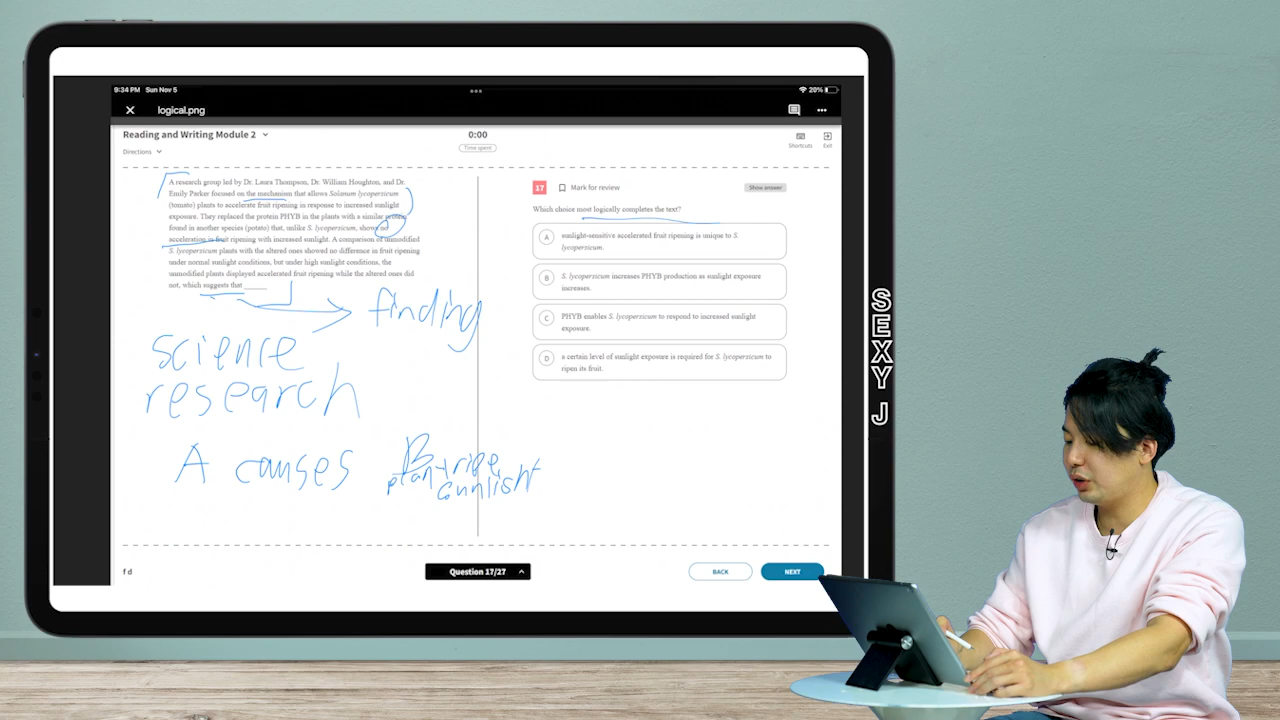 9:34 PM Sun Nov 5
20%
logical.png
Reading and Writing Module 2
0:00
Directions
Time spent
Shortcuts
Exit
A research group led by Dr. Laura Thompson, Dr. William Houghton, and Dr.
Emily Parker focused on the mechanism that allows Solanum lycopersicum
(tomato) plants to accelerate fruit ripening in response to increased sunlight
exposure. They replaced the protein PHYB in the plants with a similar protein
found in another species (potato) that, unlike S. lycopersicum, shows no
acceleration in fruit ripening with increased sunlight. A comparison of unmodified
S. lycopersicum plants with the altered ones showed no difference in fruit ripening
under normal sunlight conditions, but under high sunlight conditions, the
unmodified plants displayed accelerated fruit ripening while the altered ones did
not, which suggests that ______
finding
science
research
A causes B
plant ripe
sunlight
17
Mark for review
Show answer
Which choice most logically completes the text?
A
sunlight-sensitive accelerated fruit ripening is unique to S.
lycopersicum.
B
S. lycopersicum increases PHYB production as sunlight exposure
increases.
C
PHYB enables S. lycopersicum to respond to increased sunlight
exposure.
D
a certain level of sunlight exposure is required for S. lycopersicum to
ripen its fruit.
f d
Question 17/27
BACK
NEXT
SEXY J